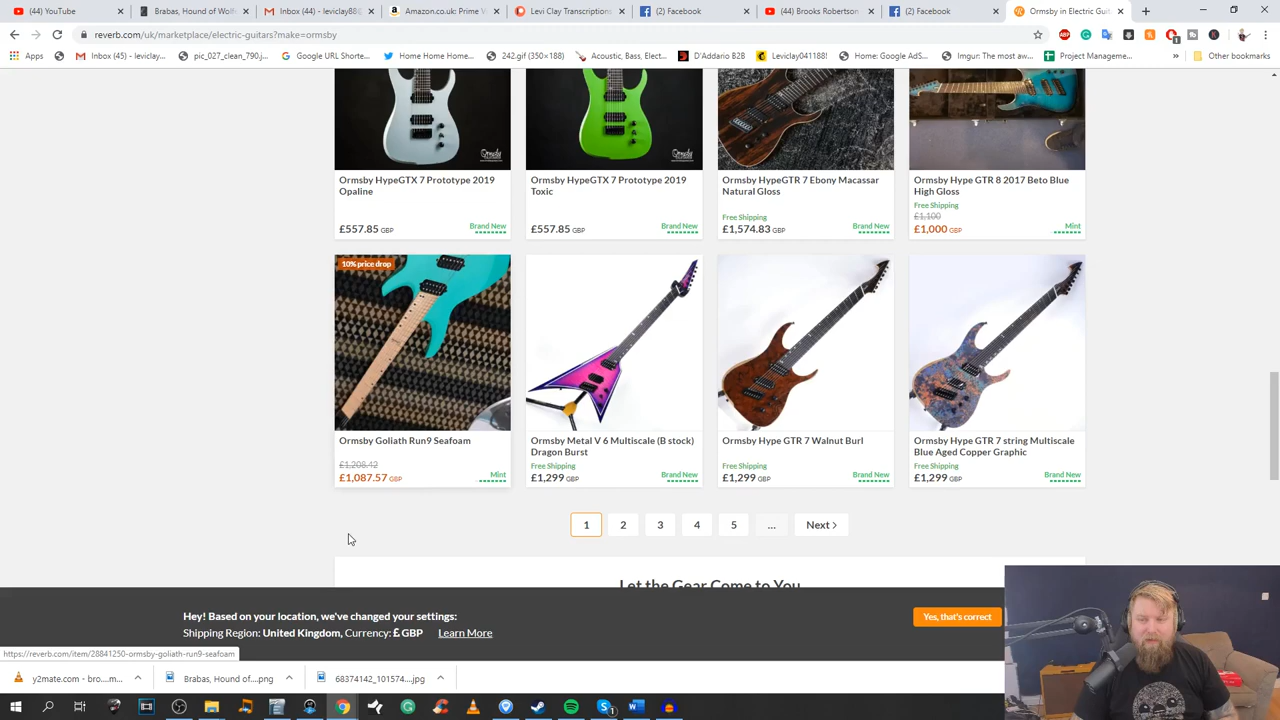 (44) YouTube
Brabas, Hound of Wolf
Inbox (44) - leviclay88@
Amazon.co.uk: Prime V
Levi Clay Transcriptions
(2) Facebook
(44) Brooks Robertson
(2) Facebook
Ormsby in Electric Guit
reverb.com/uk/marketplace/electric-guitars?make=ormsby
Apps
Inbox (45) - leviclay...
pic_027_clean_790.j...
Google URL Shorte...
Home Home Home...
242.gif (350×188)
Acoustic, Bass, Elect...
D'Addario B2B
Leviclay041188!
Home: Google AdS...
Imgur: The most aw...
Project Manageme...
»
Other bookmarks
Ormsby HypeGTX 7 Prototype 2019
Opaline
£557.85 GBP
Brand New
Ormsby HypeGTX 7 Prototype 2019
Toxic
£557.85 GBP
Brand New
Ormsby HypeGTR 7 Ebony Macassar
Natural Gloss
Free Shipping
£1,574.83 GBP
Brand New
Ormsby Hype GTR 8 2017 Beto Blue
High Gloss
Free Shipping
£1,100
£1,000 GBP
Mint
10% price drop
Ormsby Goliath Run9 Seafoam
£1,208.42
£1,087.57 GBP
Mint
Ormsby Metal V 6 Multiscale (B stock)
Dragon Burst
Free Shipping
£1,299 GBP
Brand New
Ormsby Hype GTR 7 Walnut Burl
Free Shipping
£1,299 GBP
Brand New
Ormsby Hype GTR 7 string Multiscale
Blue Aged Copper Graphic
Free Shipping
£1,299 GBP
Brand New
1 2 3 4 5 ... Next >
Let the Gear Come to You
Hey! Based on your location, we've changed your settings:
Shipping Region: United Kingdom, Currency: £ GBP Learn More
Yes, that's correct
https://reverb.com/item/28841250-ormsby-goliath-run9-seafoam
y2mate.com - bro....m...
Brabas, Hound of....png
68374142_101574....jpg